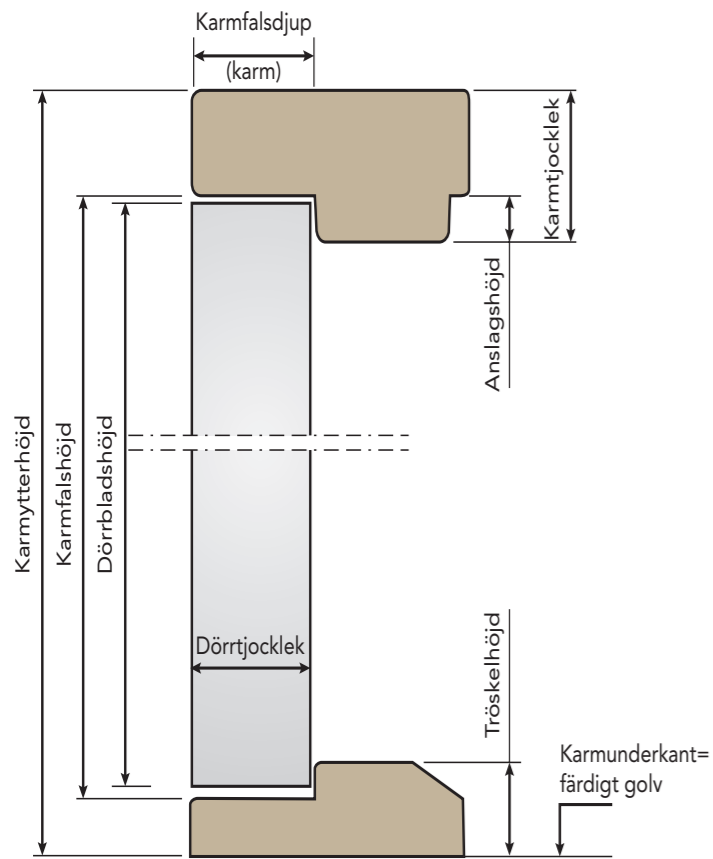 Karmfalsdjup
(karm)
Karmtjocklek
Anslagshöjd
Karmytterhöjd
Karmfalshöjd
Dörrbladshöjd
Dörrtjocklek
Tröskelhöjd
Karmunderkant=
färdigt golv